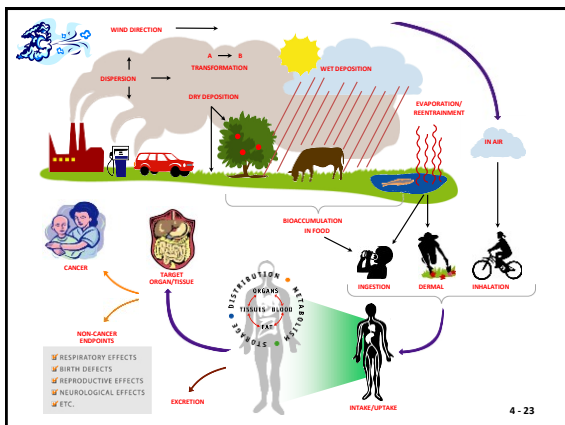 WIND DIRECTION
A B
TRANSFORMATION
WET DEPOSITION
DISPERSION
DRY DEPOSITION
EVAPORATION/
REENTRAINMENT
IN AIR
BIOACCUMULATION
IN FOOD
CANCER
TARGET
ORGAN/TISSUE
INGESTION
DERMAL
INHALATION
DISTRIBUTION
METABOLISM
STORAGE
ORGANS
TISSUES BLOOD
FAT
NON-CANCER
ENDPOINTS
RESPIRATORY EFFECTS
BIRTH DEFECTS
REPRODUCTIVE EFFECTS
NEUROLOGICAL EFFECTS
ETC.
EXCRETION
INTAKE/UPTAKE
4 - 23